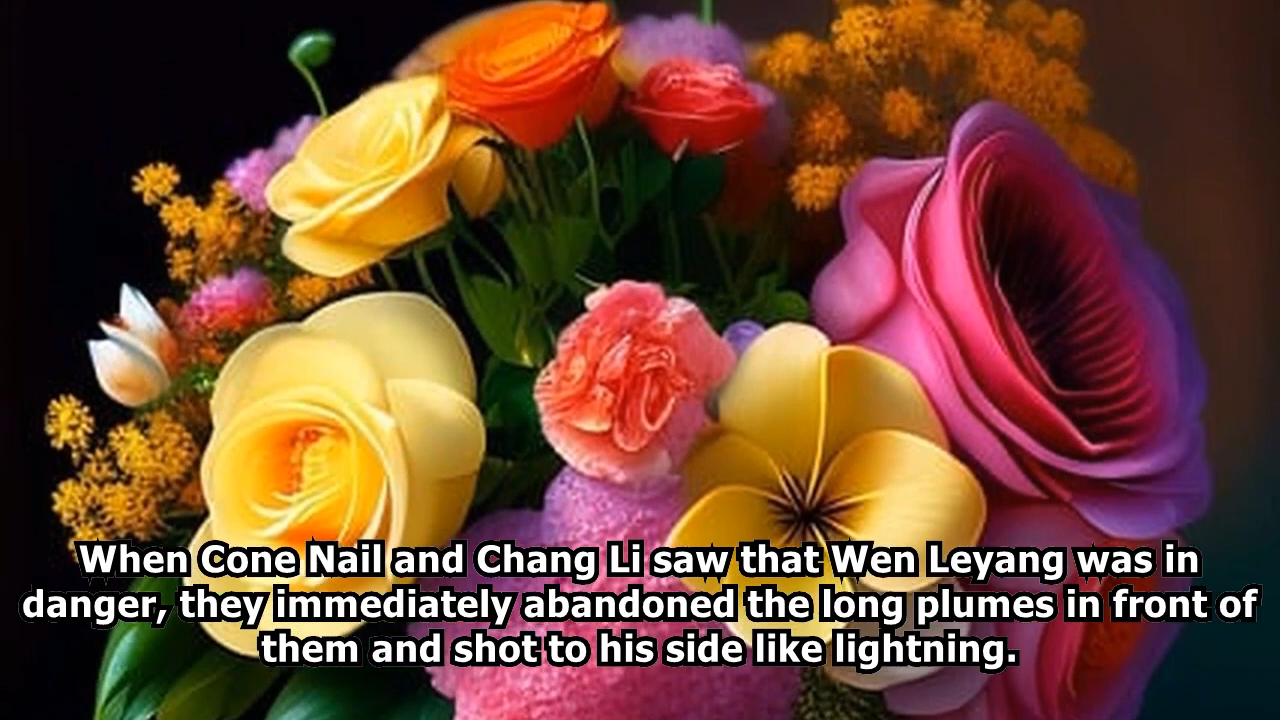 When Cone Nail and Chang Li saw that Wen Leyang was in
danger, they immediately abandoned the long plumes in front of
them and shot to his side like lightning.